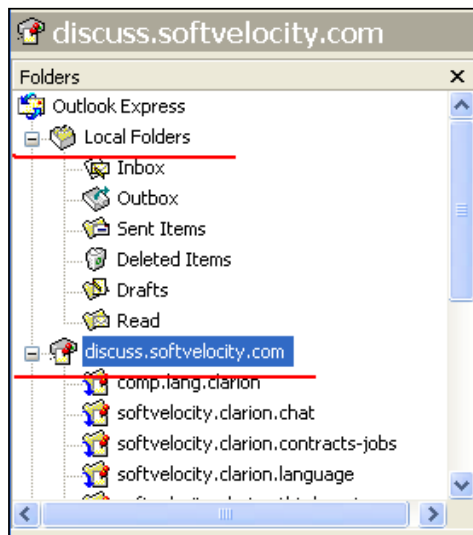 discuss.softvelocity.com
Folders
Outlook Express
Local Folders
Inbox
Outbox
Sent Items
Deleted Items
Drafts
Read
discuss.softvelocity.com
comp.lang.clarion
softvelocity.clarion.chat
softvelocity.clarion.contracts-jobs
softvelocity.clarion.language